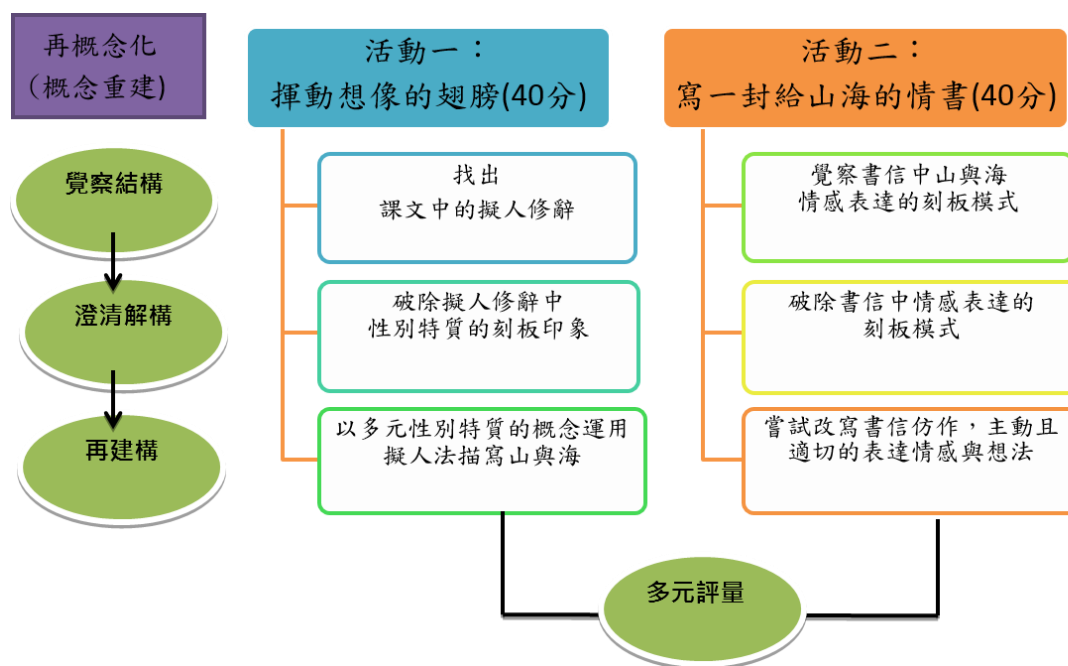 再概念化
（概念重建)
覺察結構
澄清解構
再建構
活動一：
揮動想像的翅膀(40分)
找出
課文中的擬人修辭
破除擬人修辭中
性別特質的刻板印象
以多元性別特質的概念運用
擬人法描寫山與海
活動二：
寫一封給山海的情書(40分)
覺察書信中山與海
情感表達的刻板模式
破除書信中情感表達的
刻板模式
嘗試改寫書信仿作，主動且
適切的表達情感與想法
多元評量